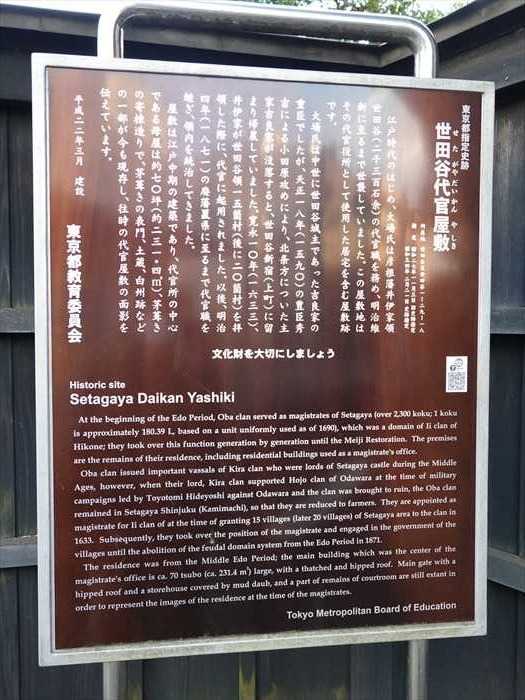 東京都指定史跡
世田谷代官屋敷
せたがやだいかんやしき
江戸時代のはじめ、大場氏は彦根藩井伊家領
世田谷(二千三百石余)の代官職を務め、明治維
新に至るまで世襲していました。この屋敷地は
その代官役所として使用した居宅を含む屋敷跡
です。
大場氏は中世に世田谷城主であった吉良家の
重臣でしたが、天正一八年(一五九〇)の豊臣秀
吉による小田原攻めにより、北条方についた主
家吉良家が没落すると、世田谷新宿(上町)に留
まり帰農していました。寛永一〇年(一六三三)、
井伊家が世田谷領一五箇村(後に二〇箇村)を拝
領した際に、代官に起用されました。以後、明治
四年(一八七一)の廃藩置県に至るまで代官職を
継ぎ、領内を統治してきました。
屋敷は江戸中期の建築であり、代官所の中心
である母屋は約七〇坪(約二三一・四㎡)、茅葺き
の寄棟造りで、茅葺きの表門、土蔵、白州跡など
の一部が今も現存し、往時の代官屋敷の面影を
伝えています。
平成二二年三月 建設
東京都教育委員会
文化財を大切にしましょう
Historic site
Setagaya Daikan Yashiki
At the beginning of the Edo Period, Oba clan served as magistrates of Setagaya (over 2,300 koku; 1 koku
is approximately 180.39 L, based on a unit uniformly used as of 1690), which was a domain of Ii clan of
Hikone; they took over this function generation by generation until the Meiji Restoration. The premises
are the remains of their residence, including residential buildings used as a magistrate's office.
Oba clan issued important vassals of Kira clan who were lords of Setagaya castle during the Middle
Ages, however, when their lord, Kira clan supported Hojo clan of Odawara at the time of military
campaigns led by Toyotomi Hideyoshi against Odawara and the clan was brought to ruin, the Oba clan
remained in Setagaya Shinjuku (Kamimachi), so that they are reduced to farmers. They are appointed as
magistrate for Ii clan of at the time of granting 15 villages (later 20 villages) of Setagaya area to the clan in
1633. Subsequently, they took over the position of the magistrate and engaged in the government of the
villages until the abolition of the feudal domain system from the Edo Period in 1871.
The residence was from the Middle Edo Period; the main building which was the center of the
magistrate's office is ca. 70 tsubo (ca. 231.4 m²) large, with a thatched and hipped roof. Main gate with a
hipped roof and a storehouse covered by mud daub, and a part of remains of courtroom are still extant in
order to represent the images of the residence at the time of the magistrates.
Tokyo Metropolitan Board of Education